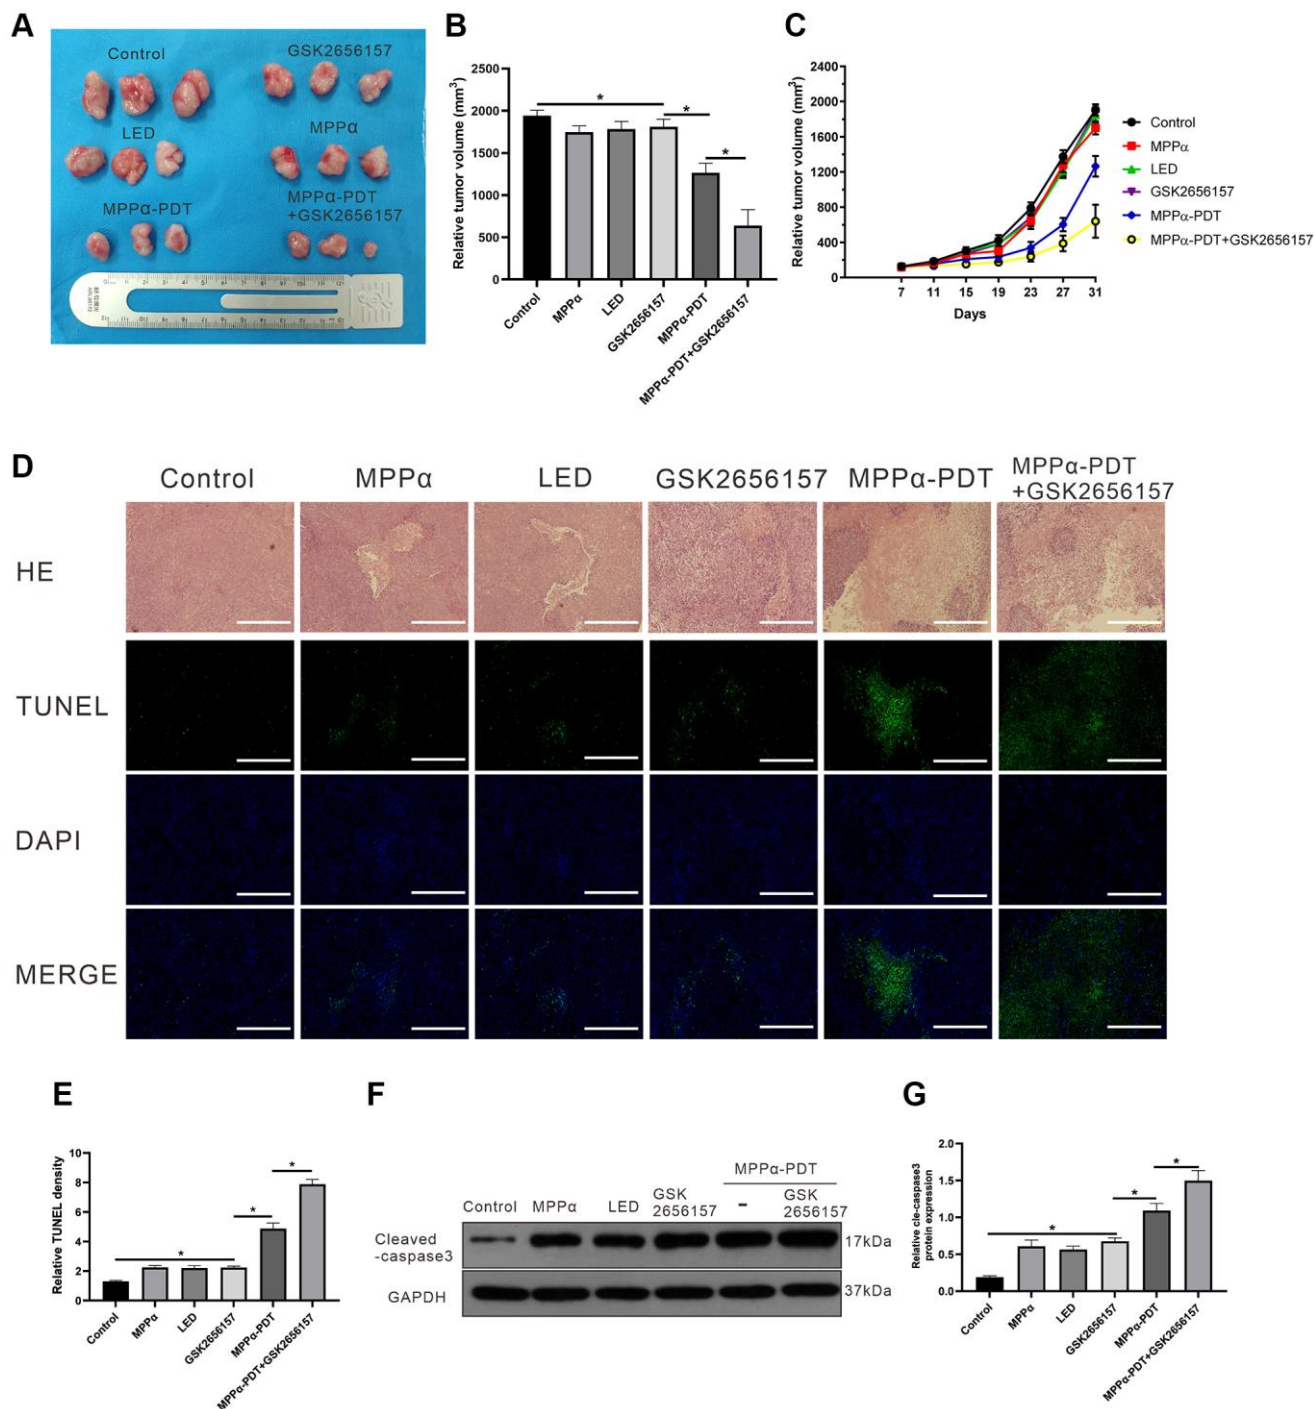 A
Control
GSK2656157
LED
MPPα
MPPα-PDT
MPPα-PDT
+GSK2656157
B
Relative tumor volume (mm³)
2500
2000
1500
1000
500
0
*
*
*
Control
MPPα
LED
GSK2656157
MPPα-PDT
MPPα-PDT+GSK2656157
C
Relative tumor volume (mm³)
2400
2000
1600
1200
800
400
0
7 11 15 19 23 27 31
Days
Control
MPPα
LED
GSK2656157
MPPα-PDT
MPPα-PDT+GSK2656157
D
Control MPPα LED GSK2656157 MPPα-PDT MPPα-PDT
+GSK2656157
HE
TUNEL
DAPI
MERGE
E
Relative TUNEL density
10
8
6
4
2
0
*
*
*
Control
MPPα
LED
GSK2656157
MPPα-PDT
MPPα-PDT+GSK2656157
F
MPPα-PDT
Control MPPα LED GSK
2656157
-
GSK
2656157
Cleaved
-caspase3
17kDa
GAPDH
37kDa
G
Relative cle-caspase3
protein expression
2.0
1.5
1.0
0.5
0.0
*
*
*
Control
MPPα
LED
GSK2656157
MPPα-PDT
MPPα-PDT+GSK2656157